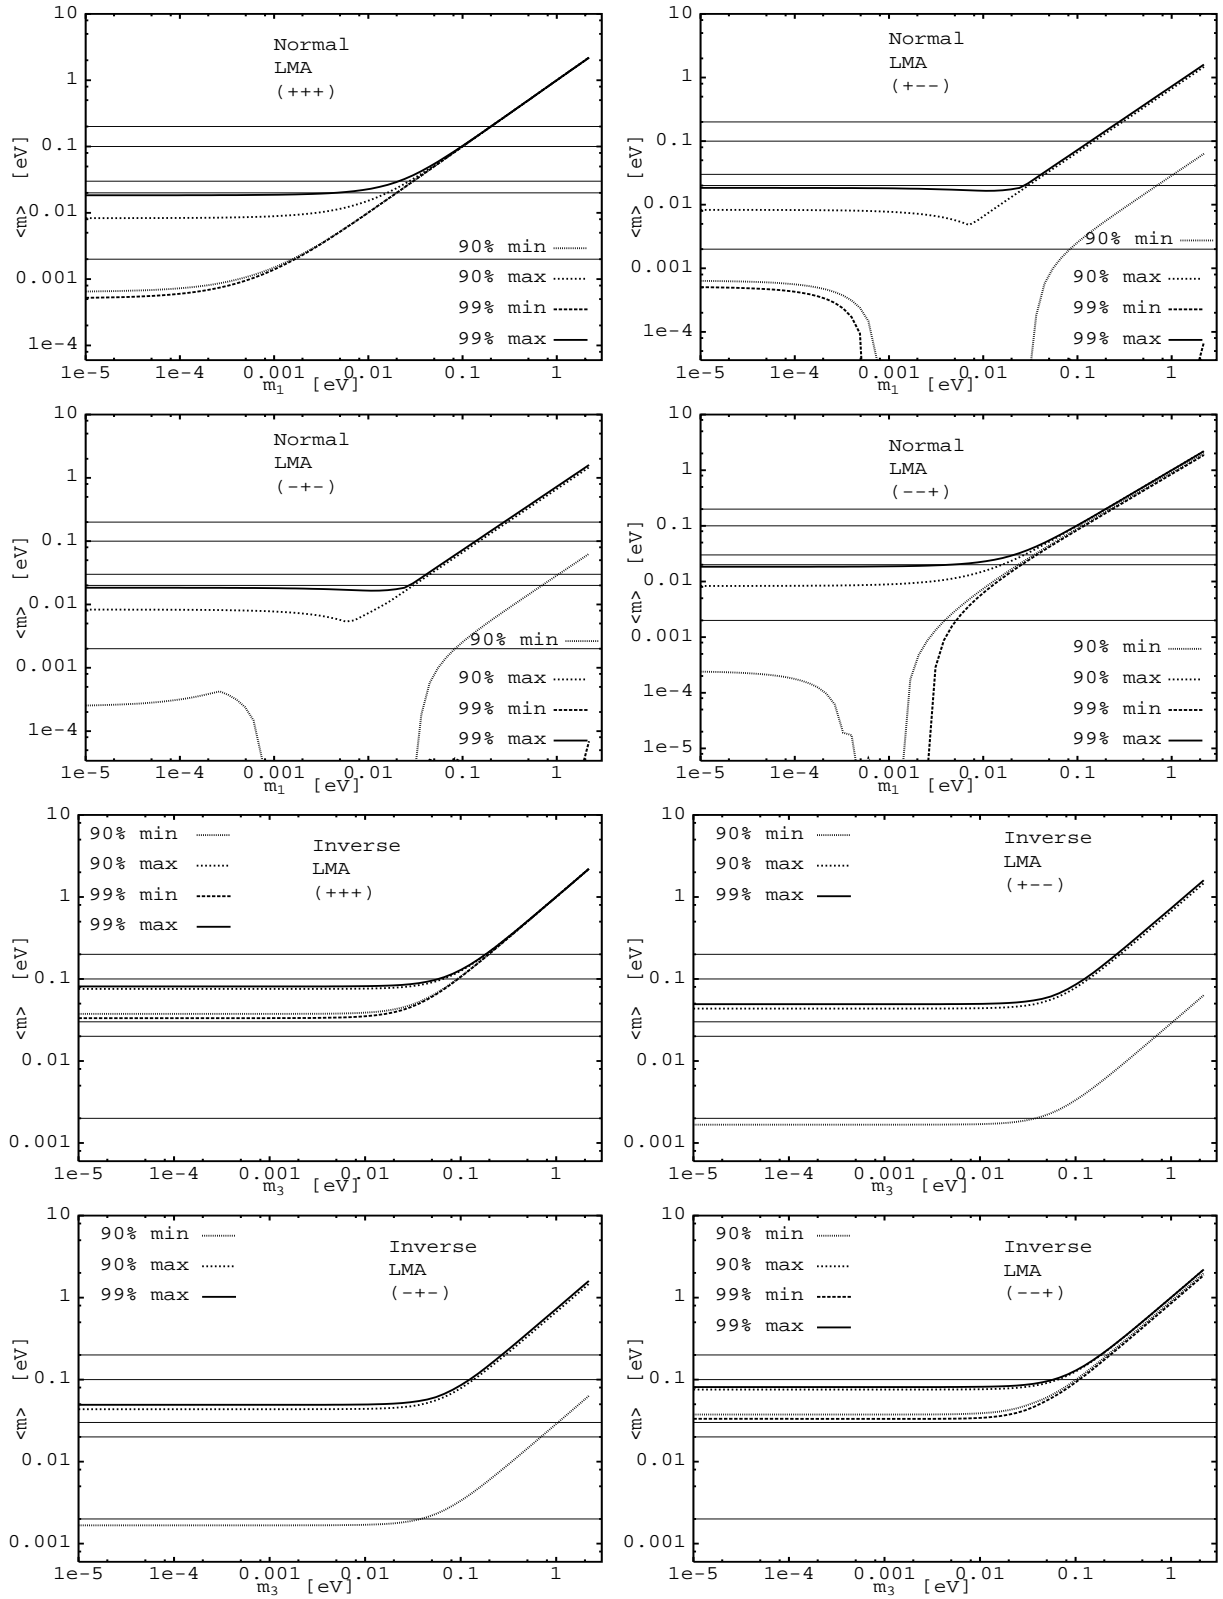 10
1
0.1
0.01
0.001
1e-4
<m> [eV]
Normal
LMA
(+++)
90% min
90% max
99% min
99% max
1e-5 1e-4 0.001 0.01 0.1 1
m1 [eV]
10
1
0.1
0.01
0.001
1e-4
<m> [eV]
Normal
LMA
(+--)
90% min
90% max
99% min
99% max
1e-5 1e-4 0.001 0.01 0.1 1
m1 [eV]
10
1
0.1
0.01
0.001
1e-4
<m> [eV]
Normal
LMA
(-+-)
90% min
90% max
99% min
99% max
1e-5 1e-4 0.001 0.01 0.1 1
m1 [eV]
10
1
0.1
0.01
0.001
1e-4
1e-5
<m> [eV]
Normal
LMA
(--+)
90% min
90% max
99% min
99% max
1e-5 1e-4 0.001 0.01 0.1 1
m1 [eV]
10
1
0.1
0.01
0.001
<m> [eV]
90% min
90% max
99% min
99% max
Inverse
LMA
(+++)
1e-5 1e-4 0.001 0.01 0.1 1
m3 [eV]
10
1
0.1
0.01
0.001
<m> [eV]
90% min
90% max
99% max
Inverse
LMA
(+--)
1e-5 1e-4 0.001 0.01 0.1 1
m3 [eV]
10
1
0.1
0.01
0.001
<m> [eV]
90% min
90% max
99% max
Inverse
LMA
(-+-)
1e-5 1e-4 0.001 0.01 0.1 1
m3 [eV]
10
1
0.1
0.01
0.001
<m> [eV]
90% min
90% max
99% min
99% max
Inverse
LMA
(--+)
1e-5 1e-4 0.001 0.01 0.1 1
m3 [eV]